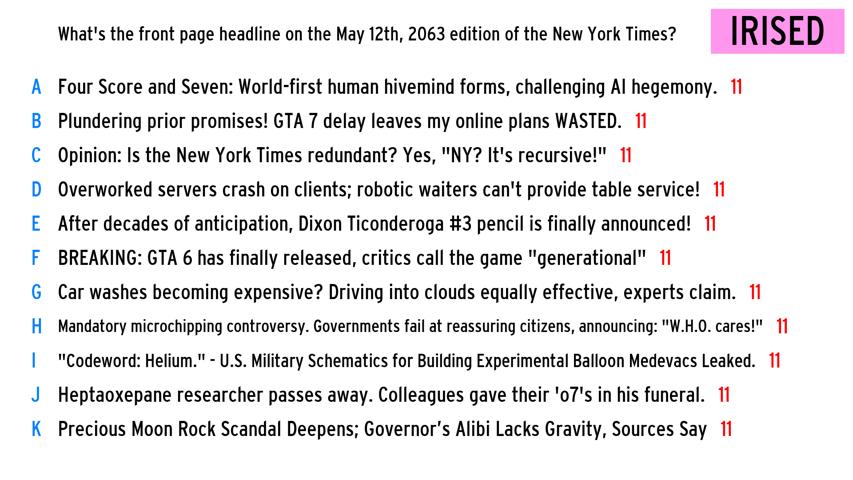 What's the front page headline on the May 12th, 2063 edition of the New York Times?
IRISED
A Four Score and Seven: World-first human hivemind forms, challenging AI hegemony. 11
B Plundering prior promises! GTA 7 delay leaves my online plans WASTED. 11
C Opinion: Is the New York Times redundant? Yes, "NY? It's recursive!" 11
D Overworked servers crash on clients; robotic waiters can't provide table service! 11
E After decades of anticipation, Dixon Ticonderoga #3 pencil is finally announced! 11
F BREAKING: GTA 6 has finally released, critics call the game "generational" 11
G Car washes becoming expensive? Driving into clouds equally effective, experts claim. 11
H Mandatory microchipping controversy. Governments fail at reassuring citizens, announcing: "W.H.O. cares!" 11
I "Codeword: Helium." - U.S. Military Schematics for Building Experimental Balloon Medevacs Leaked. 11
J Heptaoxepane researcher passes away. Colleagues gave their 'o7's in his funeral. 11
K Precious Moon Rock Scandal Deepens; Governor’s Alibi Lacks Gravity, Sources Say 11